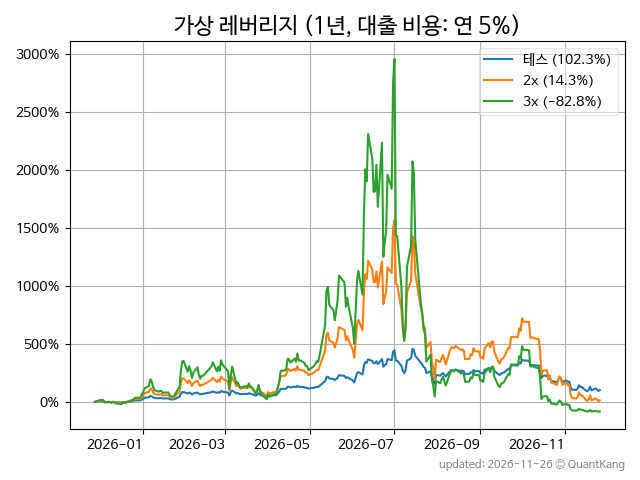 가상 레버리지 (1년, 대출 비용: 연 5%)
3000%
2500%
2000%
1500%
1000%
500%
0%
테스 (102.3%)
2x (14.3%)
3x (−82.8%)
2026-01
2026-03
2026-05
2026-07
2026-09
2026-11
updated: 2026-11-26 © QuantKang